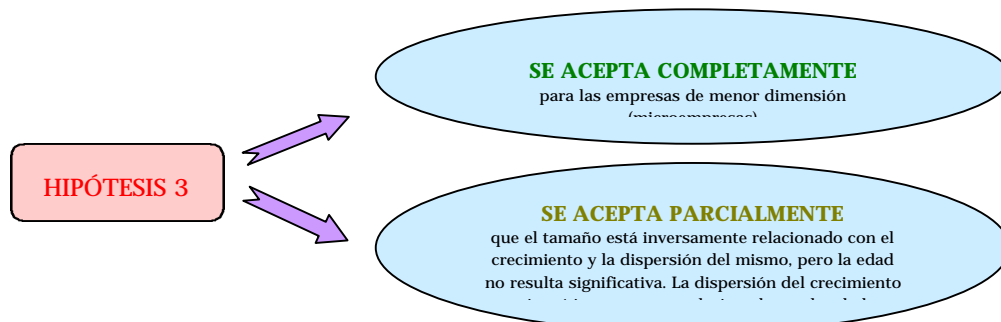 SE ACEPTA COMPLETAMENTE
para las empresas de menor dimensión
(microempresas)
HIPÓTESIS 3
SE ACEPTA PARCIALMENTE
que el tamaño está inversamente relacionado con el
crecimiento y la dispersión del mismo, pero la edad
no resulta significativa. La dispersión del crecimiento